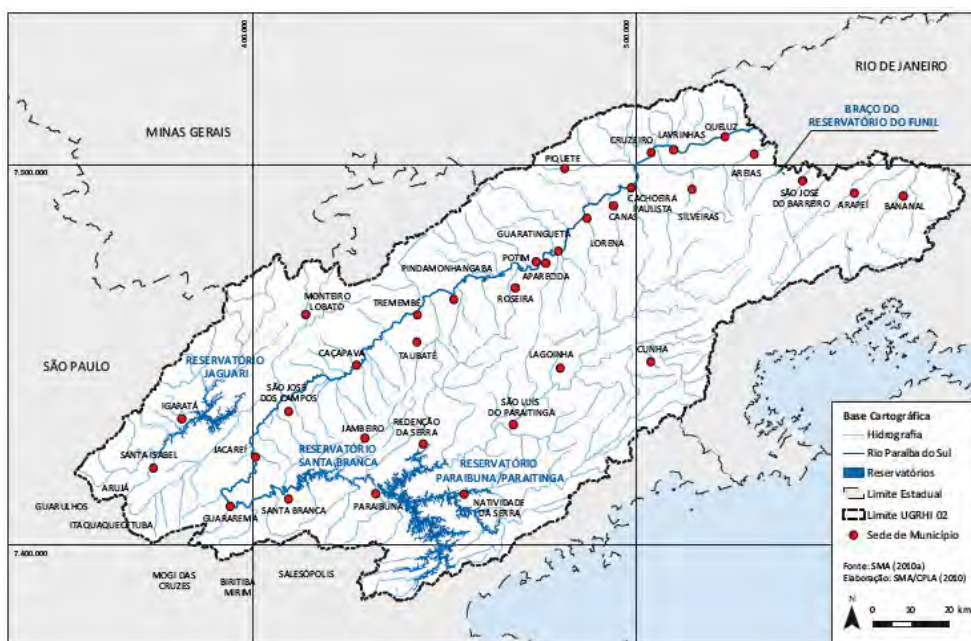 400.000
500.000
RIO DE JANEIRO
MINAS GERAIS
BRAÇO DO
RESERVATÓRIO DO FUNIL
QUELUZ
LAVRINHAS
CRUZEIRO
PIQUETE
7.500.000
AREIAS
SÃO JOSÉ
DO BARREIRO
ARAPEÍ
BANANAL
CACHOEIRA
PAULISTA
SILVEIRAS
CANAS
LORENA
GUARATINGUETÁ
POTIM
APARECIDA
PINDAMONHANGABA
ROSEIRA
MONTEIRO
LOBATO
TREMEMBÉ
TAUBATÉ
CAÇAPAVA
LAGOINHA
CUNHA
SÃO PAULO
RESERVATÓRIO
JAGUARI
IGARATÁ
SÃO JOSÉ
DOS CAMPOS
SÃO LUÍS
DO PARAITINGA
REDENÇÃO
DA SERRA
JAMBEIRO
JACAREÍ
RESERVATÓRIO
SANTA BRANCA
RESERVATÓRIO
PARAIBUNA/PARAITINGA
SANTA ISABEL
ARUJÁ
GUARULHOS
ITAQUAQUECETUBA
GUARAREMA
SANTA BRANCA
PARAIBUNA
NATIVIDADE
DA SERRA
7.400.000
MOGI DAS
CRUZES
BIRITIBA
MIRIM
SALESÓPOLIS
Base Cartográfica
Hidrografia
Rio Paraíba do Sul
Reservatórios
Limite Estadual
Limite UGRHI 02
Sede de Município
Fonte: SMA (2010a)
Elaboração: SMA/CPLA (2010)
N
0 10 20 km